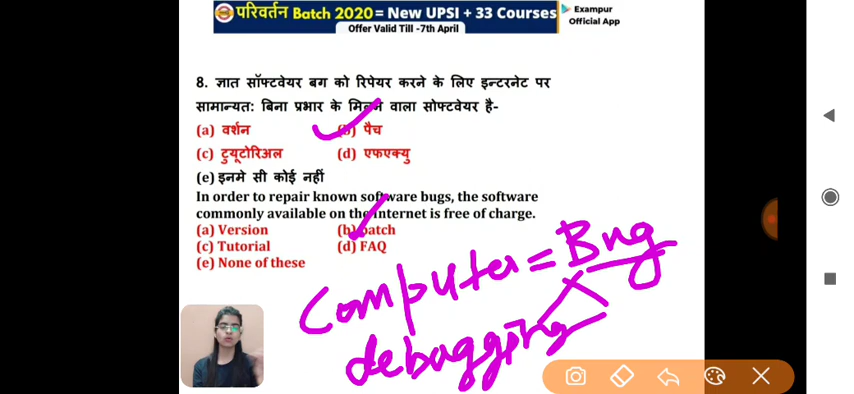 परिवर्तन Batch 2020 = New UPSI + 33 Courses
Offer Valid Till -7th April
Exampur
Official App
8. ज्ञात सॉफ्टवेयर बग को रिपेयर करने के लिए इन्टरनेट पर
सामान्यत: बिना प्रभार के मिलने वाला सोफ्टवेयर है-
(a) वर्शन (b) पैच
(c) टुयूटोरिअल (d) एफएक्यु
(e) इनमे सी कोई नहीं
In order to repair known software bugs, the software
commonly available on the internet is free of charge.
(a) Version (b) patch
(c) Tutorial (d) FAQ
(e) None of these
Computer = Bug
debugging